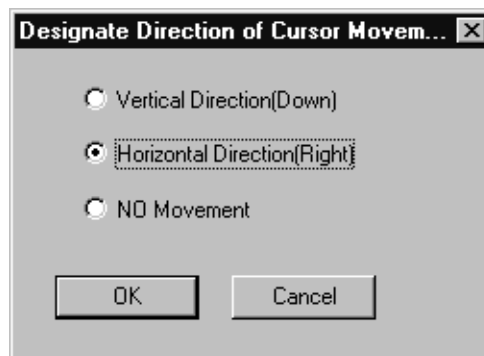 Designate Direction of Cursor Movem...
Vertical Direction(Down)
Horizontal Direction(Right)
NO Movement
OK Cancel